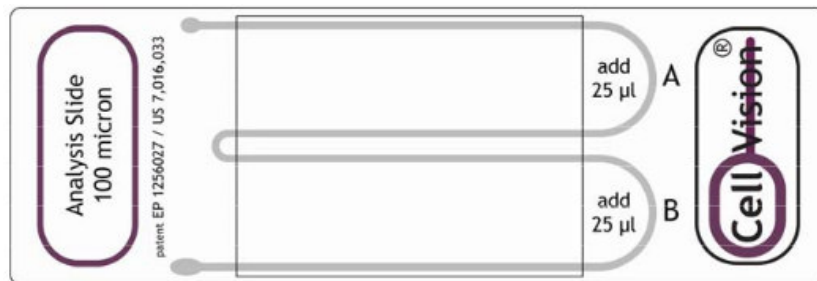 Analysis Slide
100 micron
patent EP 1256027 / US 7,016,033
add
25 µl
A
add
25 µl
B
Cell Vision®